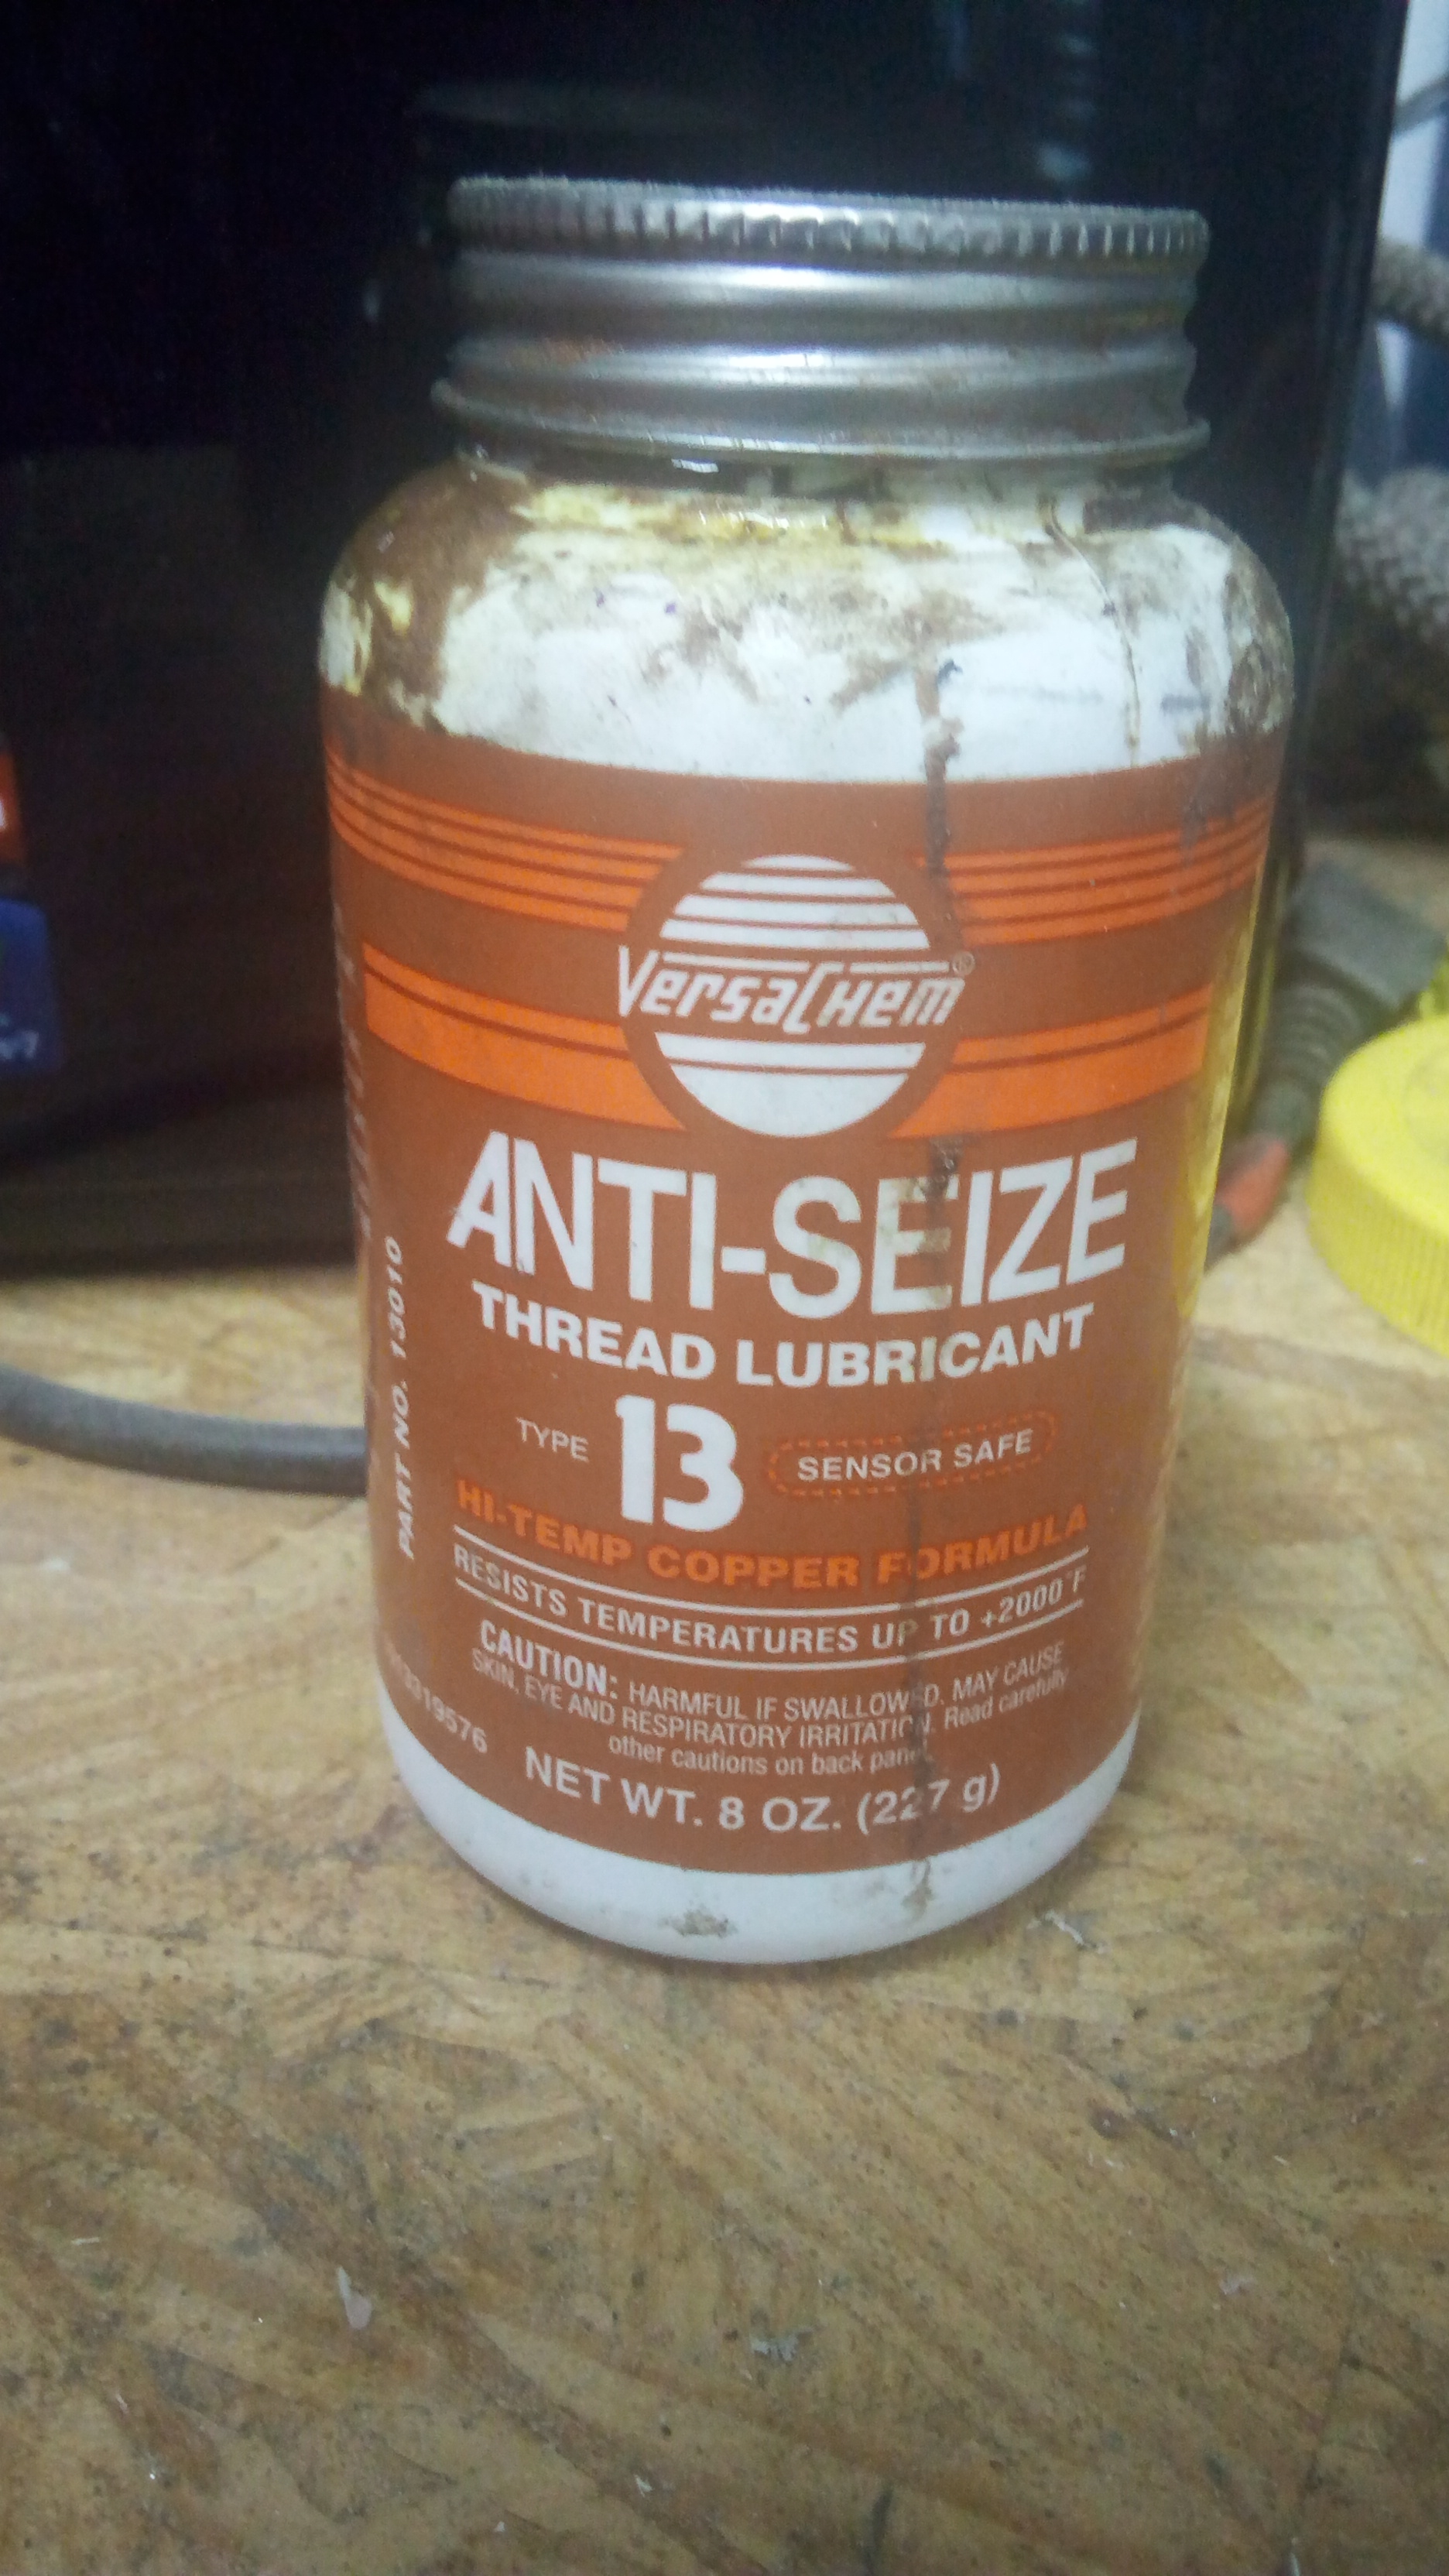 VersaChem®
ANTI-SEIZE
THREAD LUBRICANT
TYPE 13 SENSOR SAFE
HI-TEMP COPPER FORMULA
RESISTS TEMPERATURES UP TO +2000°F
CAUTION: HARMFUL IF SWALLOWED. MAY CAUSE
SKIN, EYE AND RESPIRATORY IRRITATION. Read carefully
other cautions on back panel.
NET WT. 8 OZ. (227 g)
PART NO. 13010